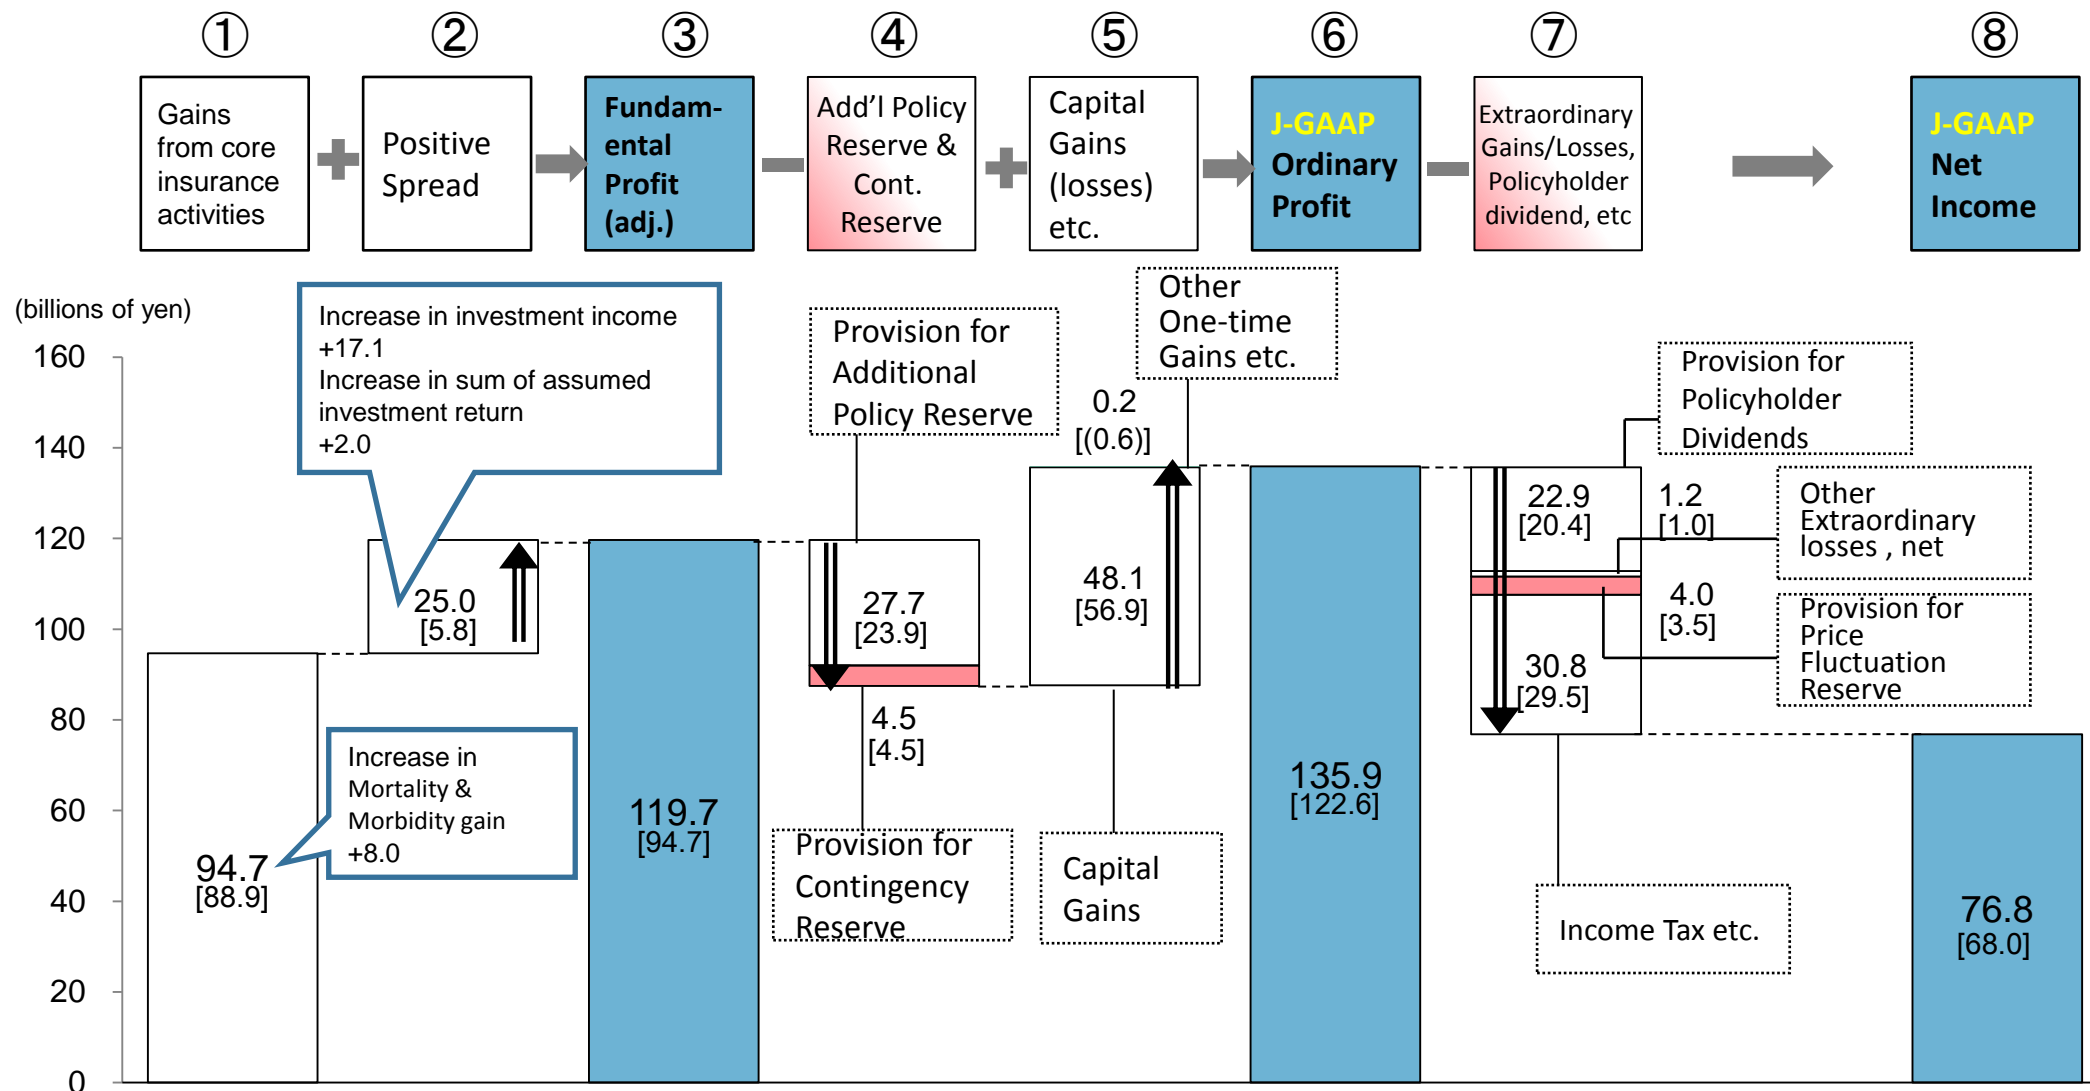 ①
②
③
④
⑤
⑥
⑦
⑧
Gains
from core
insurance
activities
Positive
Spread
Fundam-
ental
Profit
(adj.)
Add’l Policy
Reserve &
Cont.
Reserve
Capital
Gains
(losses)
etc.
J-GAAP
Ordinary
Profit
Extraordinary
Gains/Losses,
Policyholder
dividend, etc
J-GAAP
Net
Income
(billions of yen)
160
140
120
100
80
60
40
20
0
Increase in investment income
+17.1
Increase in sum of assumed
investment return
+2.0
Increase in
Mortality &
Morbidity gain
+8.0
94.7
[88.9]
25.0
[5.8]
119.7
[94.7]
Provision for
Additional
Policy Reserve
27.7
[23.9]
4.5
[4.5]
Provision for
Contingency
Reserve
Other
One-time
Gains etc.
0.2
[(0.6)]
48.1
[56.9]
Capital
Gains
135.9
[122.6]
Provision for
Policyholder
Dividends
22.9
[20.4]
1.2
[1.0]
Other
Extraordinary
losses , net
4.0
[3.5]
Provision for
Price
Fluctuation
Reserve
30.8
[29.5]
Income Tax etc.
76.8
[68.0]